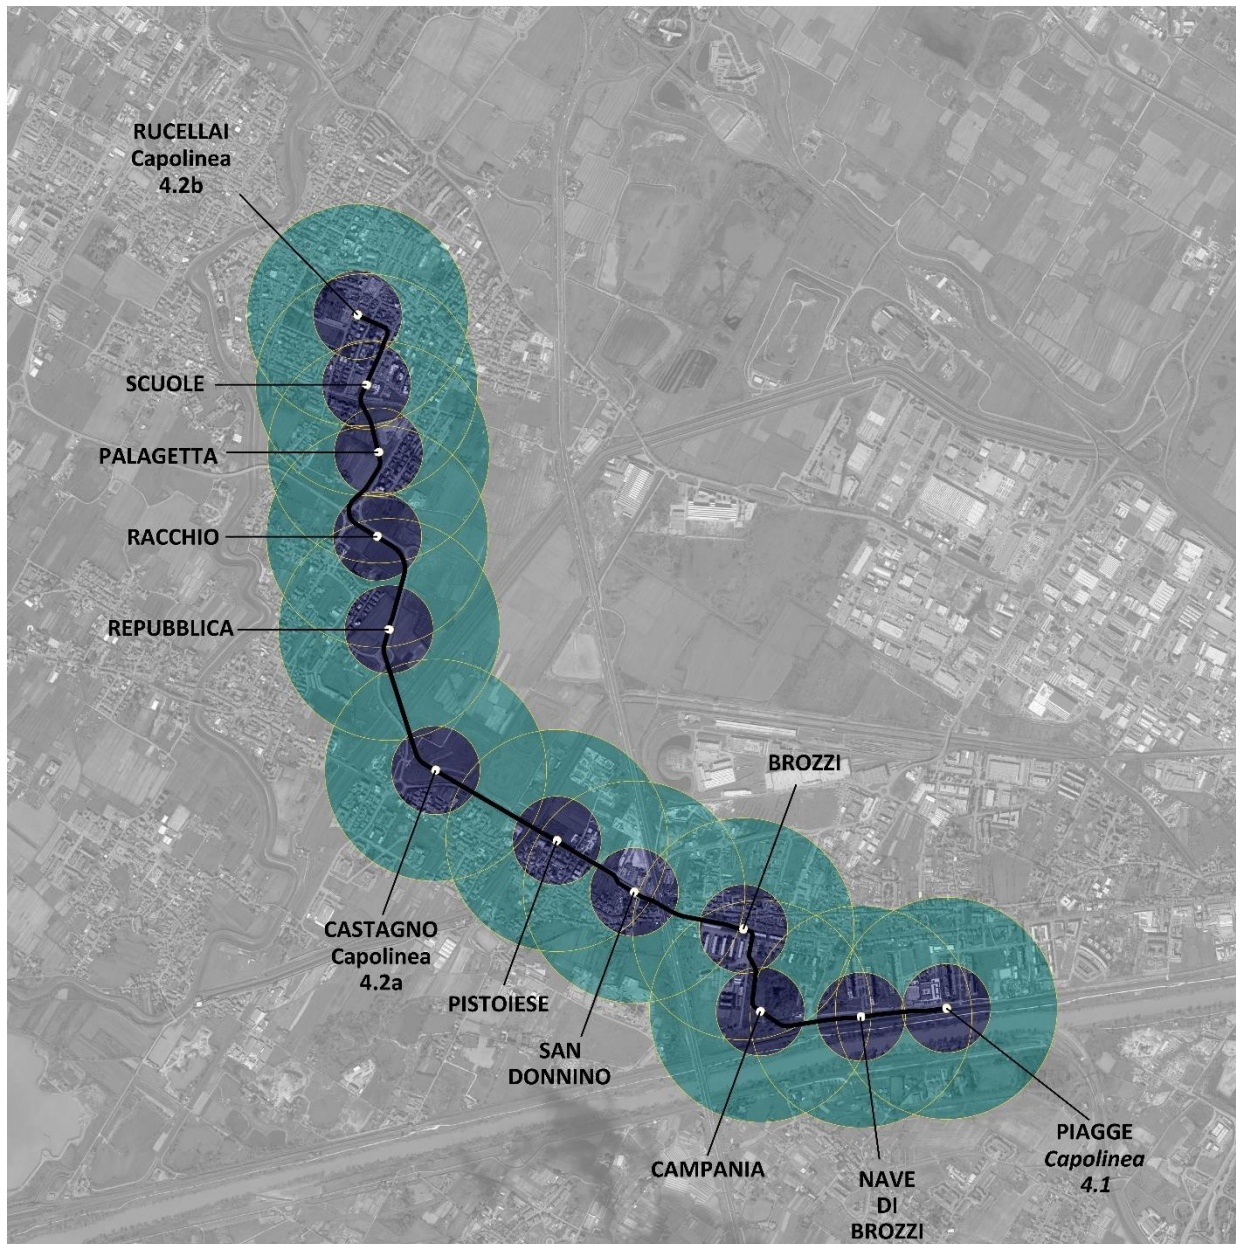 RUCELLAI
Capolinea
4.2b
SCUOLE
PALAGETTA
RACCHIO
REPUBBLICA
BROZZI
CASTAGNO
Capolinea
4.2a
PISTOIESE
SAN
DONNINO
CAMPANIA
NAVE
DI
BROZZI
PIAGGE
Capolinea
4.1